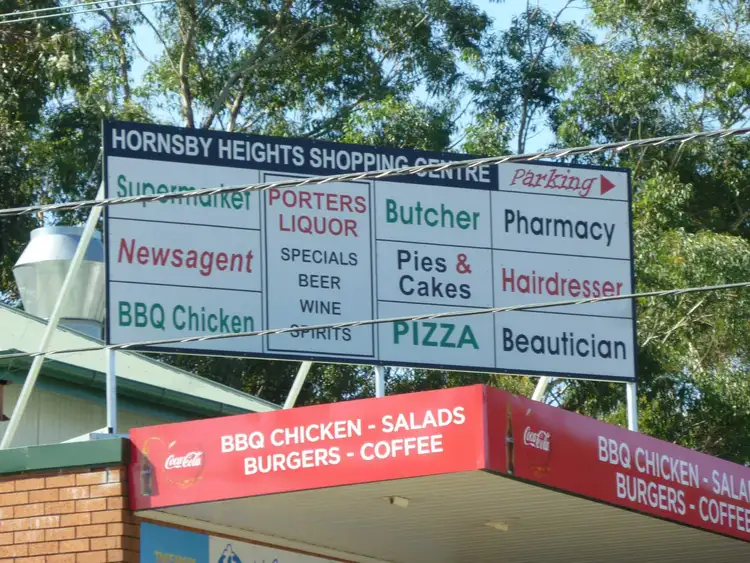 HORNSBY HEIGHTS SHOPPING CENTRE
Parking
Supermarket
Newsagent
BBQ Chicken
PORTERS
LIQUOR
SPECIALS
BEER
WINE
SPIRITS
Butcher
Pies &
Cakes
PIZZA
Pharmacy
Hairdresser
Beautician
Coca-Cola
BBQ CHICKEN - SALADS
BURGERS - COFFEE
Coca-Cola
BBQ CHICKEN - SALA
BURGERS - COFFEE